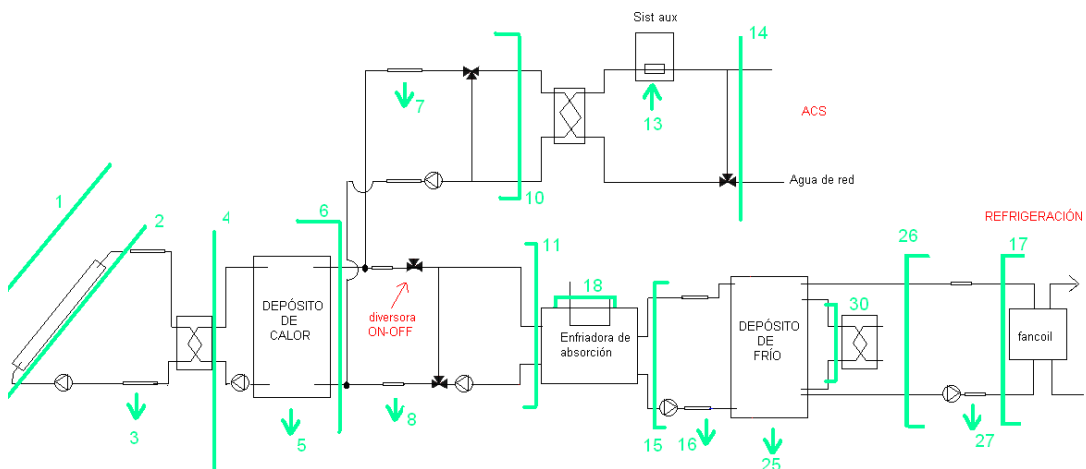 Sist aux
14
7
13
ACS
1
10
Agua de red
2
4
6
REFRIGERACIÓN
11
26
17
18
30
DEPÓSITO
DE
CALOR
diversora
ON-OFF
Enfriadora de
absorción
DEPÓSITO
DE
FRÍO
fancoil
3
5
8
15
16
25
27